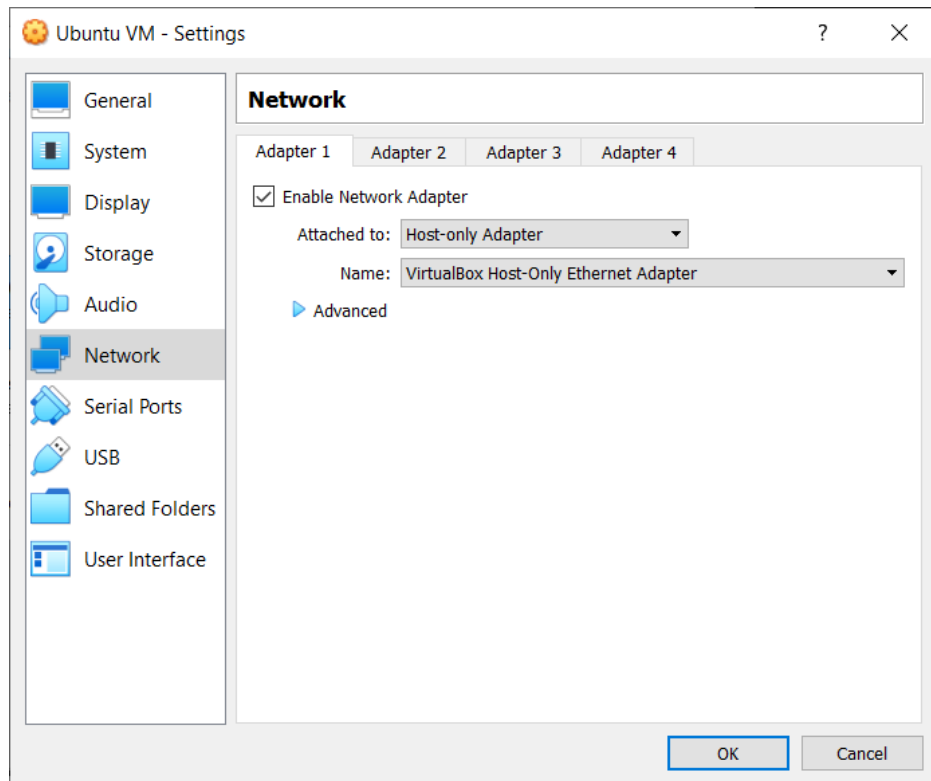 Ubuntu VM - Settings
?
General
System
Display
Storage
Audio
Network
Serial Ports
USB
Shared Folders
User Interface
Network
Adapter 1
Adapter 2
Adapter 3
Adapter 4
Enable Network Adapter
Attached to: Host-only Adapter
Name: VirtualBox Host-Only Ethernet Adapter
Advanced
OK
Cancel